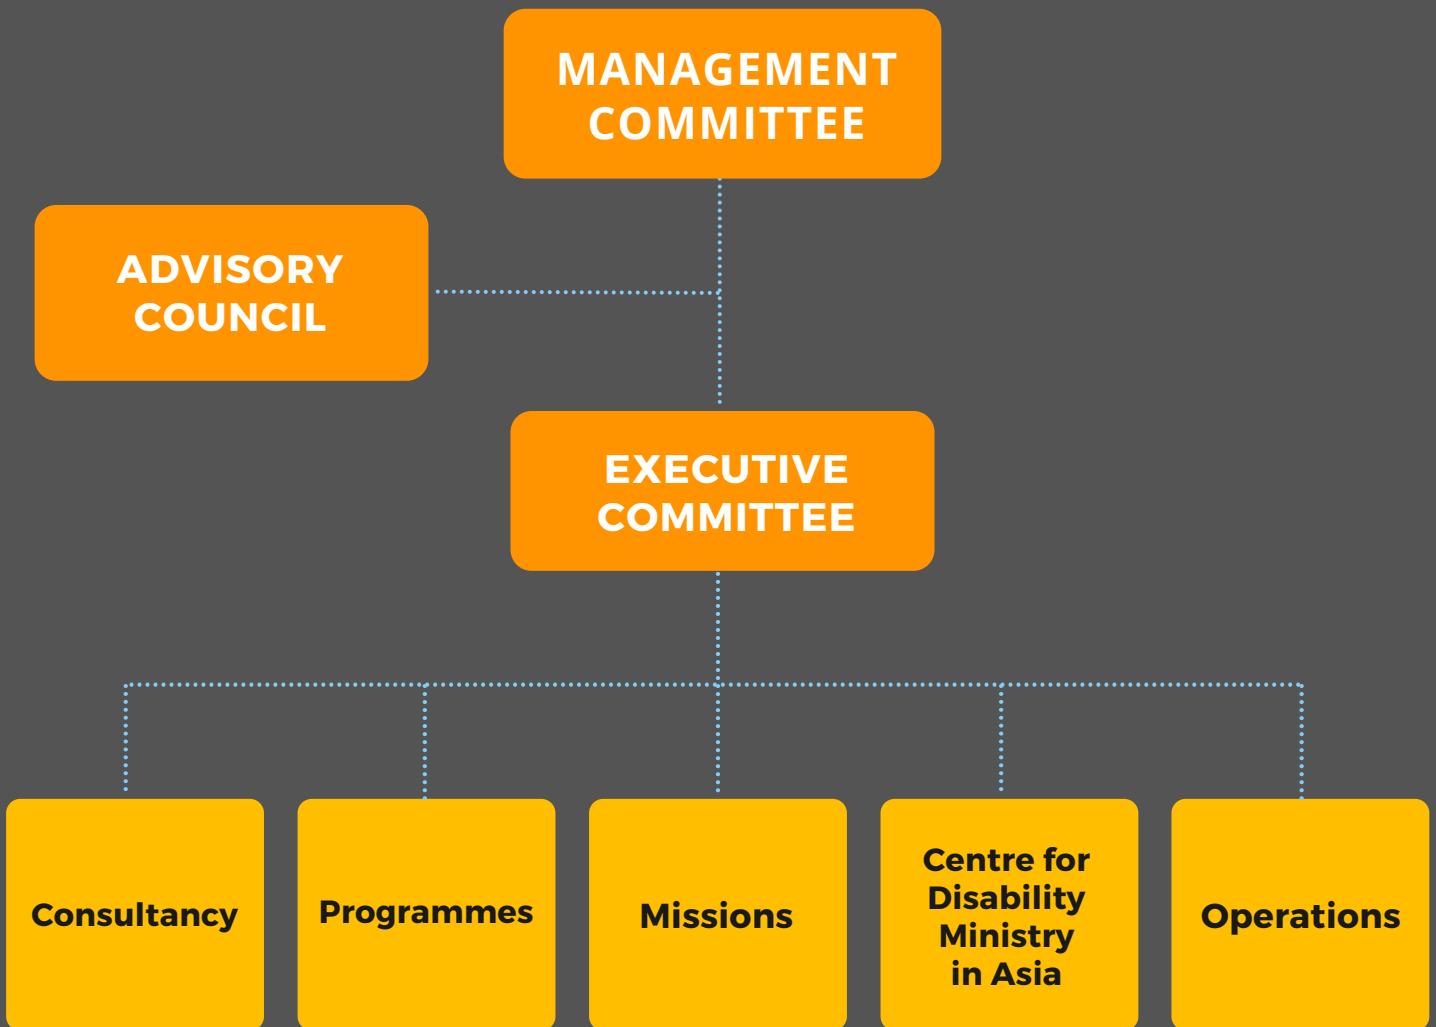 MANAGEMENT
COMMITTEE
ADVISORY
COUNCIL
EXECUTIVE
COMMITTEE
Consultancy
Programmes
Missions
Centre for
Disability
Ministry
in Asia
Operations